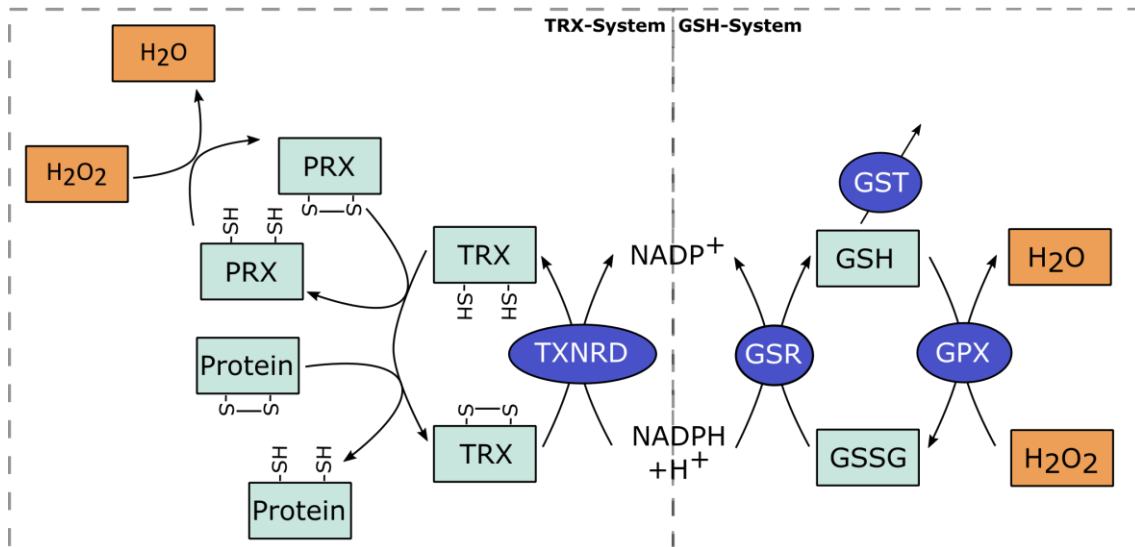 TRX-System GSH-System
H₂O
H₂O₂
PRX
S S
SH SH
PRX
TRX
SH SH
Protein
S S
SH SH
Protein
S S
TRX
TXNRD
NADP⁺
NADPH
+H⁺
GST
GSH
GSR
GPX
GSSG
H₂O
H₂O₂